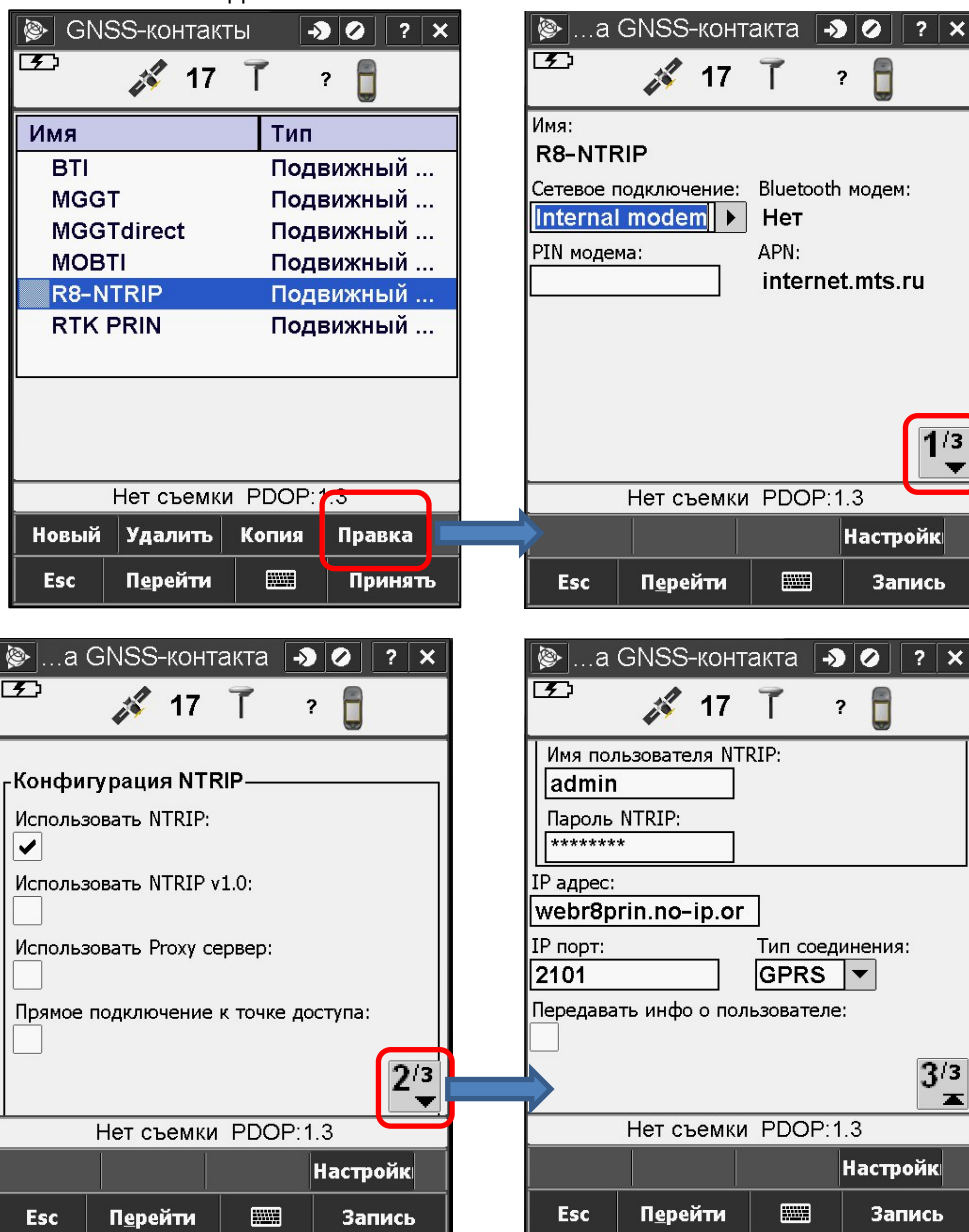 GNSS-контакты ? ×
17 ?
Имя Тип
BTI Подвижный ...
MGGT Подвижный ...
MGGTdirect Подвижный ...
MOBTI Подвижный ...
R8-NTRIP Подвижный ...
RTK PRIN Подвижный ...
Нет съемки PDOP:1.3
Новый Удалить Копия Правка
Esc Перейти Принять
...а GNSS-контакта ? ×
17 ?
Имя:
R8-NTRIP
Сетевое подключение: Bluetooth модем:
Internal modem Нет
PIN модема: APN:
internet.mts.ru
1/3
Нет съемки PDOP:1.3
Настройк
Esc Перейти Запись
...а GNSS-контакта ? ×
17 ?
Конфигурация NTRIP
Использовать NTRIP:
Использовать NTRIP v1.0:
Использовать Proxy сервер:
Прямое подключение к точке доступа:
2/3
Нет съемки PDOP:1.3
Настройк
Esc Перейти Запись
...а GNSS-контакта ? ×
17 ?
Имя пользователя NTRIP:
admin
Пароль NTRIP:
********
IP адрес:
webr8prin.no-ip.or
IP порт: Тип соединения:
2101 GPRS
Передавать инфо о пользователе:
3/3
Нет съемки PDOP:1.3
Настройк
Esc Перейти Запись